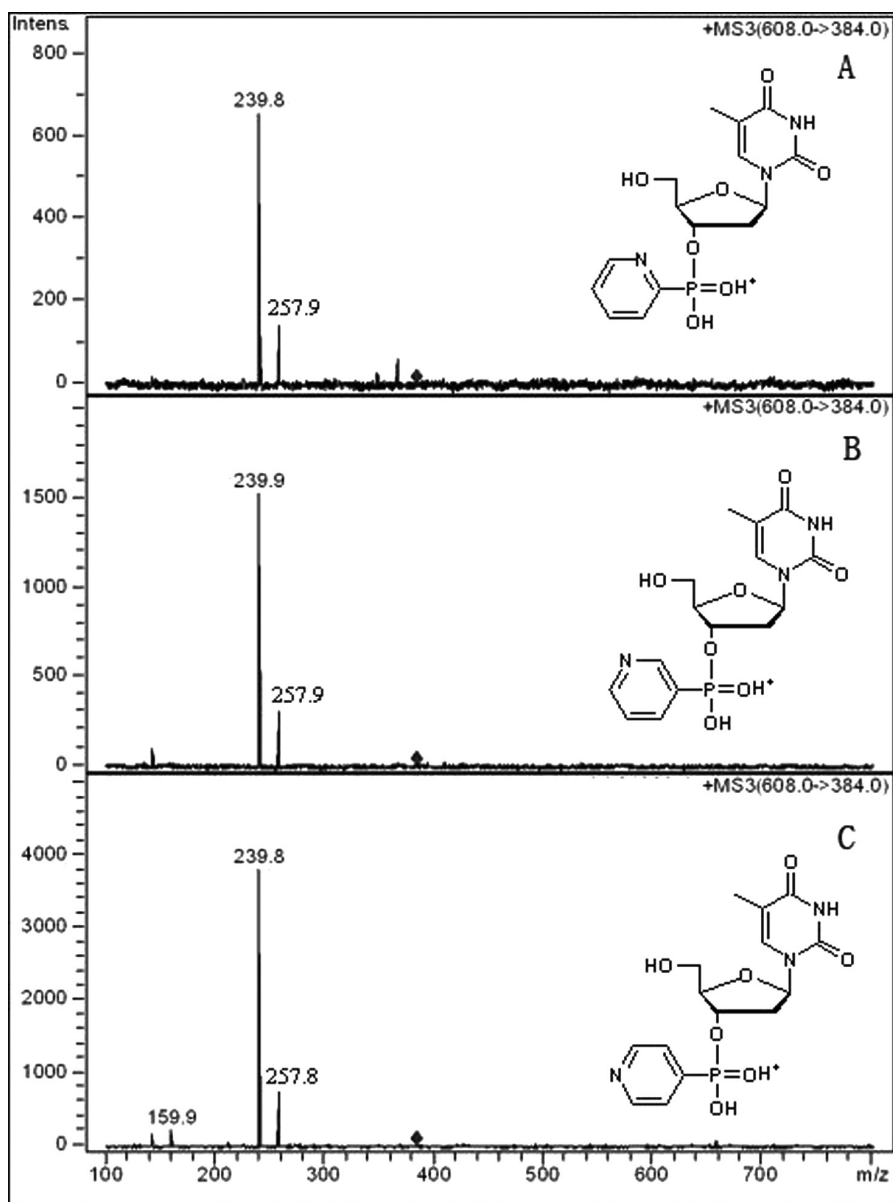 Intens.
+MS3(608.0->384.0)
800
A
239.8
600
400
257.9
200
0
O
NH
N
O
HO
O
O
N
P=OH⁺
OH
+MS3(608.0->384.0)
B
239.9
1500
1000
500
257.9
0
O
NH
N
O
HO
O
O
N
P=OH⁺
OH
+MS3(608.0->384.0)
C
239.8
4000
3000
2000
1000
257.8
159.9
0
O
NH
N
O
HO
O
O
N
P=OH⁺
OH
100 200 300 400 500 600 700 m/z